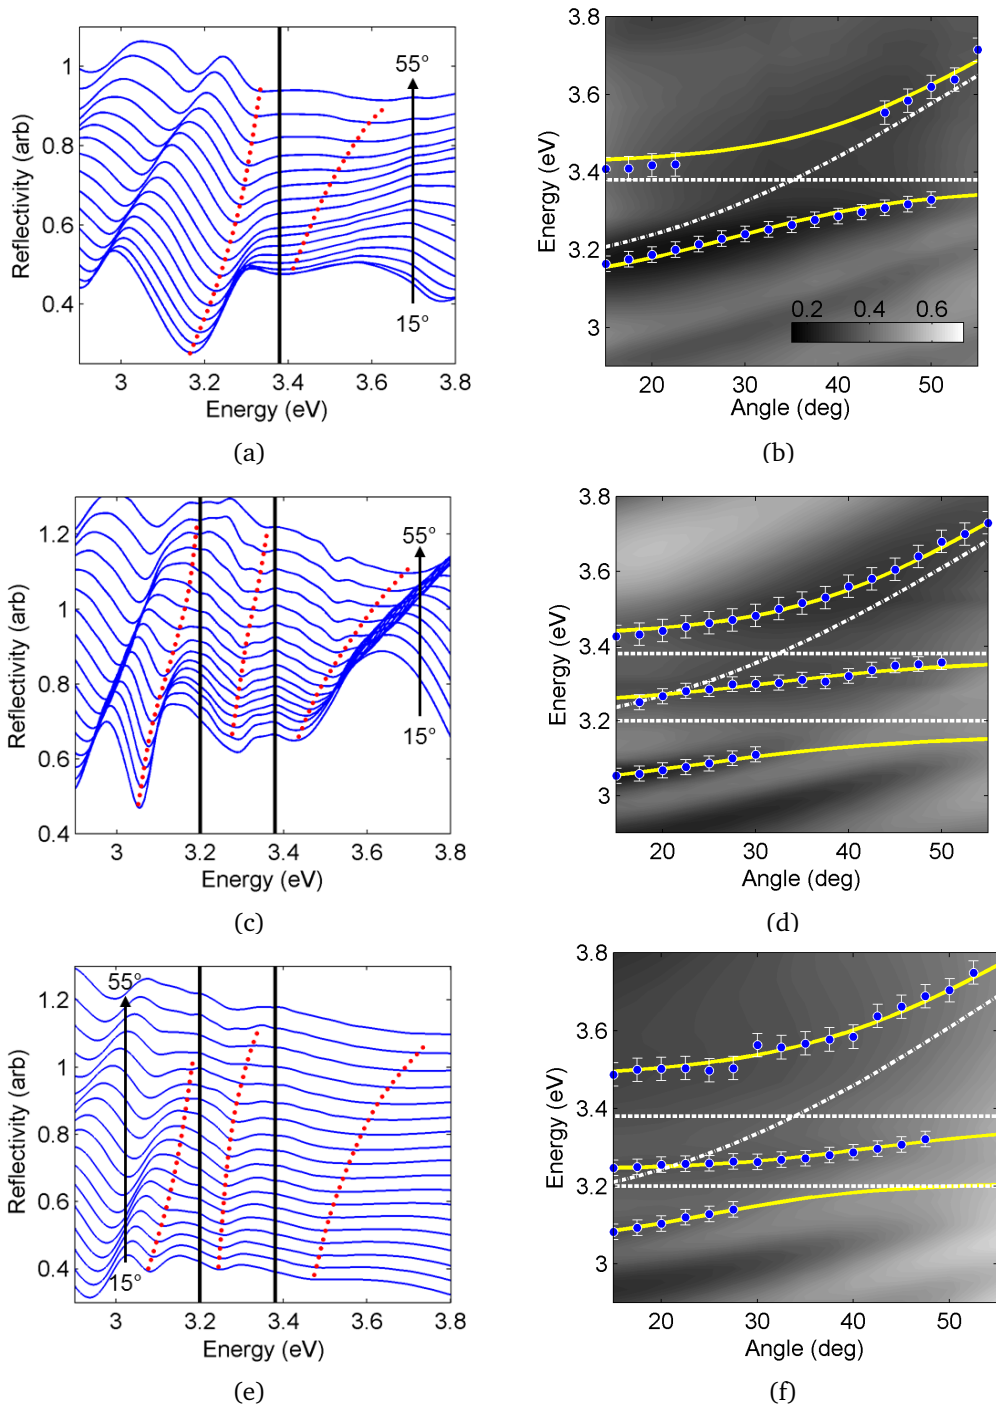 1
0.8
0.6
0.4
Reflectivity (arb)
55°
15°
3 3.2 3.4 3.6 3.8
Energy (eV)
(a)
3.8
3.6
3.4
3.2
3
Energy (eV)
0.2 0.4 0.6
20 30 40 50
Angle (deg)
(b)
1.2
1
0.8
0.6
0.4
Reflectivity (arb)
55°
15°
3 3.2 3.4 3.6 3.8
Energy (eV)
(c)
3.8
3.6
3.4
3.2
3
Energy (eV)
20 30 40 50
Angle (deg)
(d)
1.2
1
0.8
0.6
0.4
Reflectivity (arb)
55°
15°
3 3.2 3.4 3.6 3.8
Energy (eV)
(e)
3.8
3.6
3.4
3.2
3
Energy (eV)
20 30 40 50
Angle (deg)
(f)